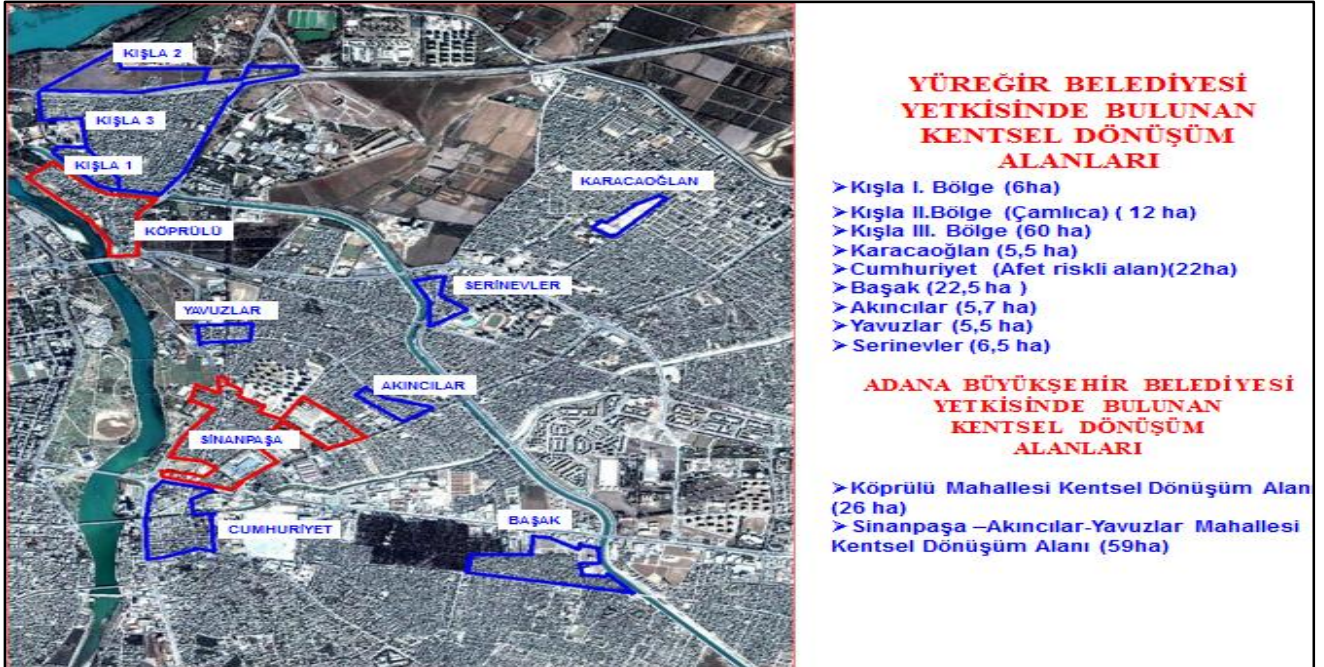 KIŞLA 2
KIŞLA 3
KIŞLA 1
KÖPRÜLÜ
KARACAOĞLAN
SERİNEVLER
YAVUZLAR
AKINCILAR
SİNANPAŞA
CUMHURİYET
BAŞAK
YÜREĞİR BELEDİYESİ
YETKİSİNDE BULUNAN
KENTSEL DÖNÜŞÜM
ALANLARI
➢Kışla I. Bölge (6ha)
➢Kışla II.Bölge (Çamlıca) ( 12 ha)
➢Kışla III. Bölge (60 ha)
➢Karacaoğlan (5,5 ha)
➢Cumhuriyet (Afet riskli alan)(22ha)
➢Başak (22,5 ha )
➢Akıncılar (5,7 ha)
➢Yavuzlar (5,5 ha)
➢Serinevler (6,5 ha)
ADANA BÜYÜKŞEHİR BELEDİYESİ
YETKİSİNDE BULUNAN
KENTSEL DÖNÜŞÜM
ALANLARI
➢Köprülü Mahallesi Kentsel Dönüşüm Alan
(26 ha)
➢Sinanpaşa –Akıncılar-Yavuzlar Mahallesi
Kentsel Dönüşüm Alanı (59ha)